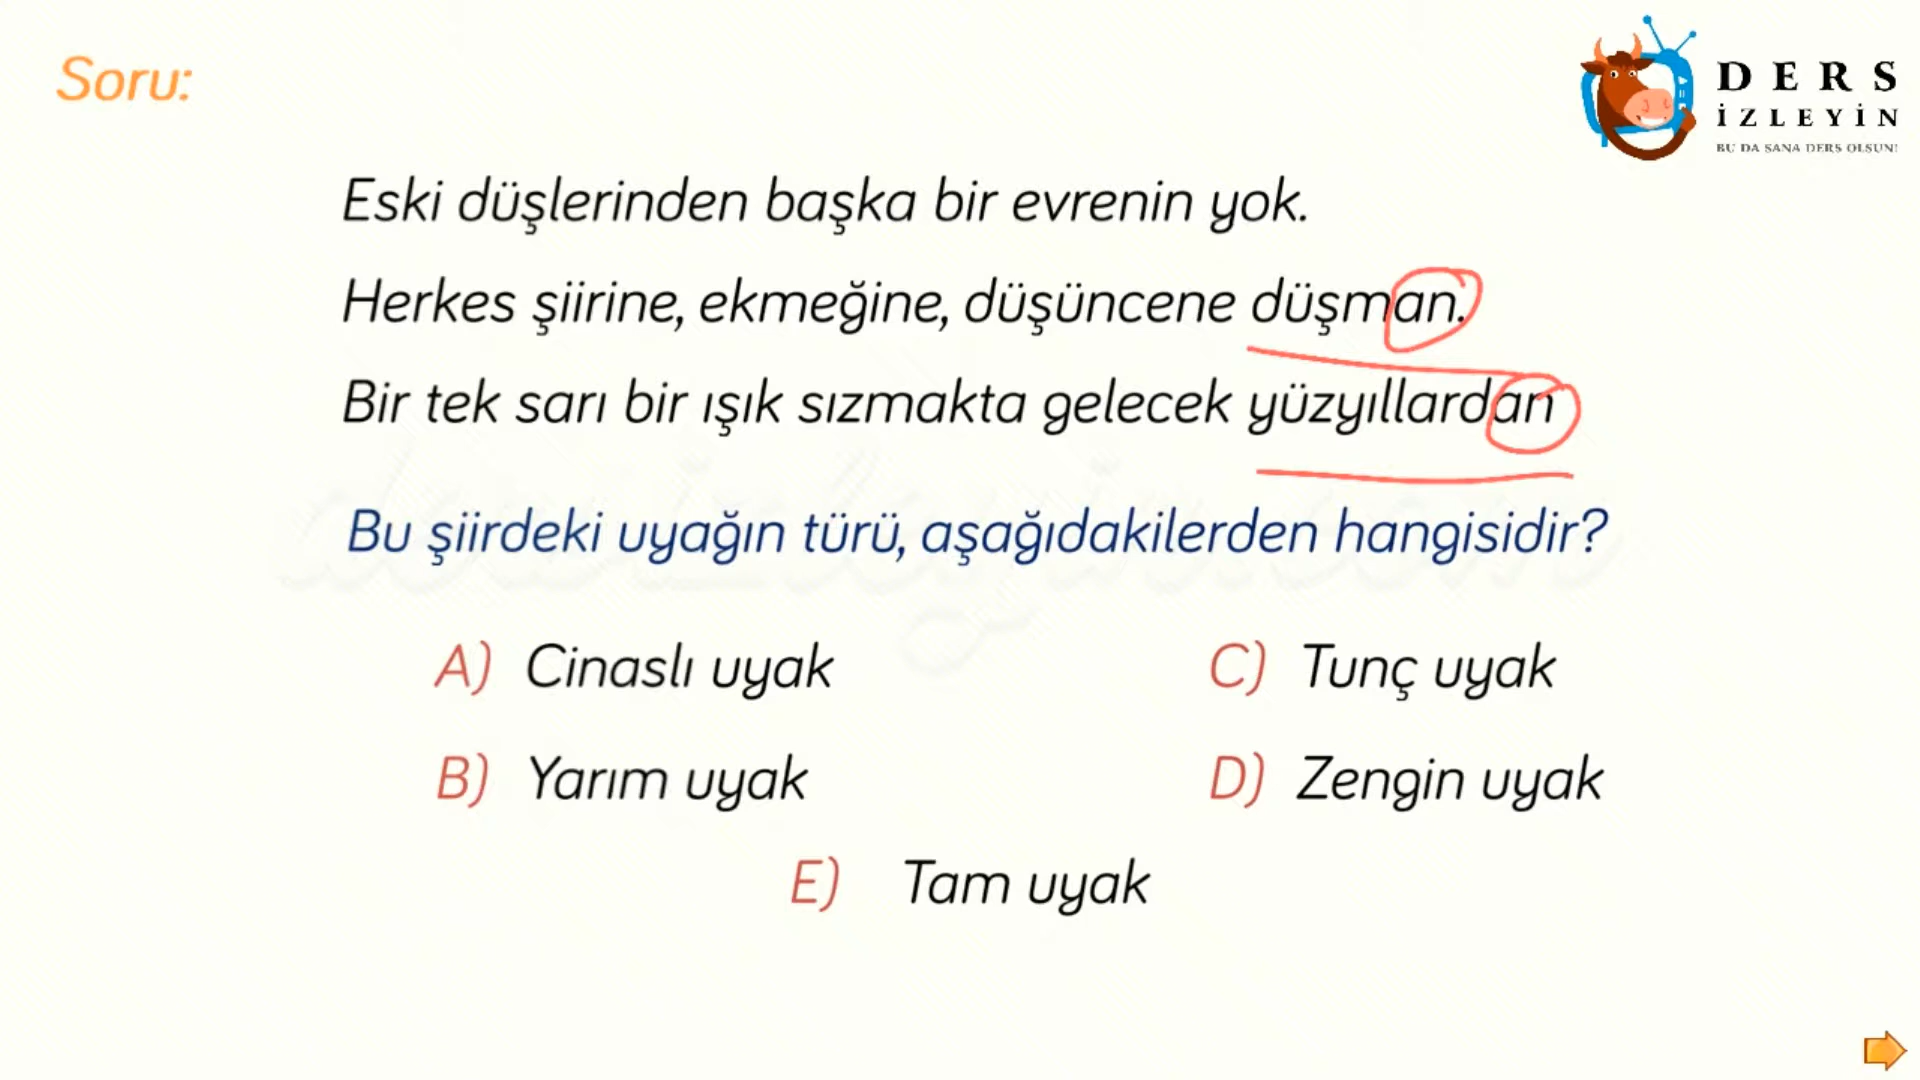 Soru:
DERS
İZLEYİN
BU DA SANA DERS OLSUN!
Eski düşlerinden başka bir evrenin yok.
Herkes şiirine, ekmeğine, düşüncene düşman.
Bir tek sarı bir ışık sızmakta gelecek yüzyıllardan
Bu şiirdeki uyağın türü, aşağıdakilerden hangisidir?
A) Cinaslı uyak
C) Tunç uyak
B) Yarım uyak
D) Zengin uyak
E) Tam uyak